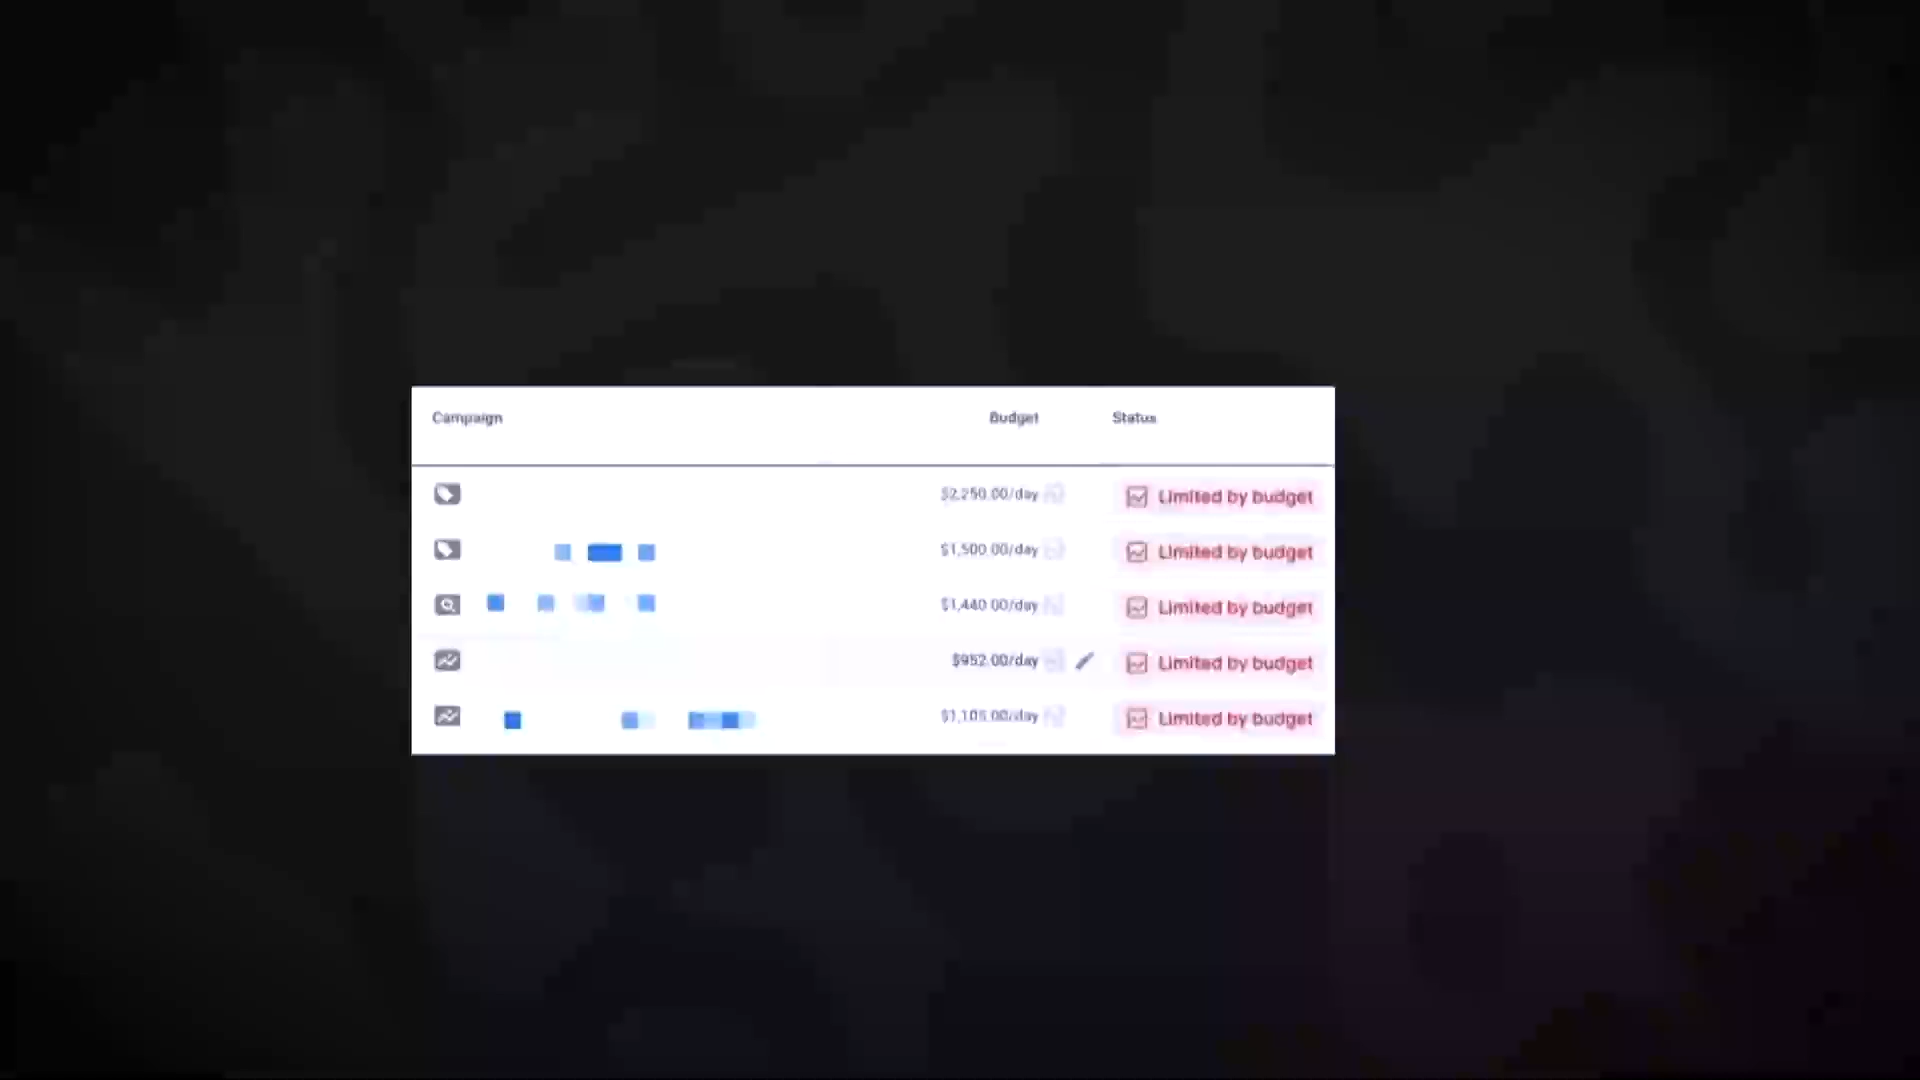 Campaign Budget Status
$2,250.00/day Limited by budget
$1,500.00/day Limited by budget
$1,440.00/day Limited by budget
$952.00/day Limited by budget
$1,105.00/day Limited by budget